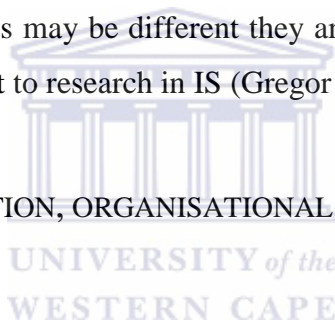 s may be different they ar
t to research in IS (Gregor
TION, ORGANISATIONAL
UNIVERSITY of the
WESTERN CAPE